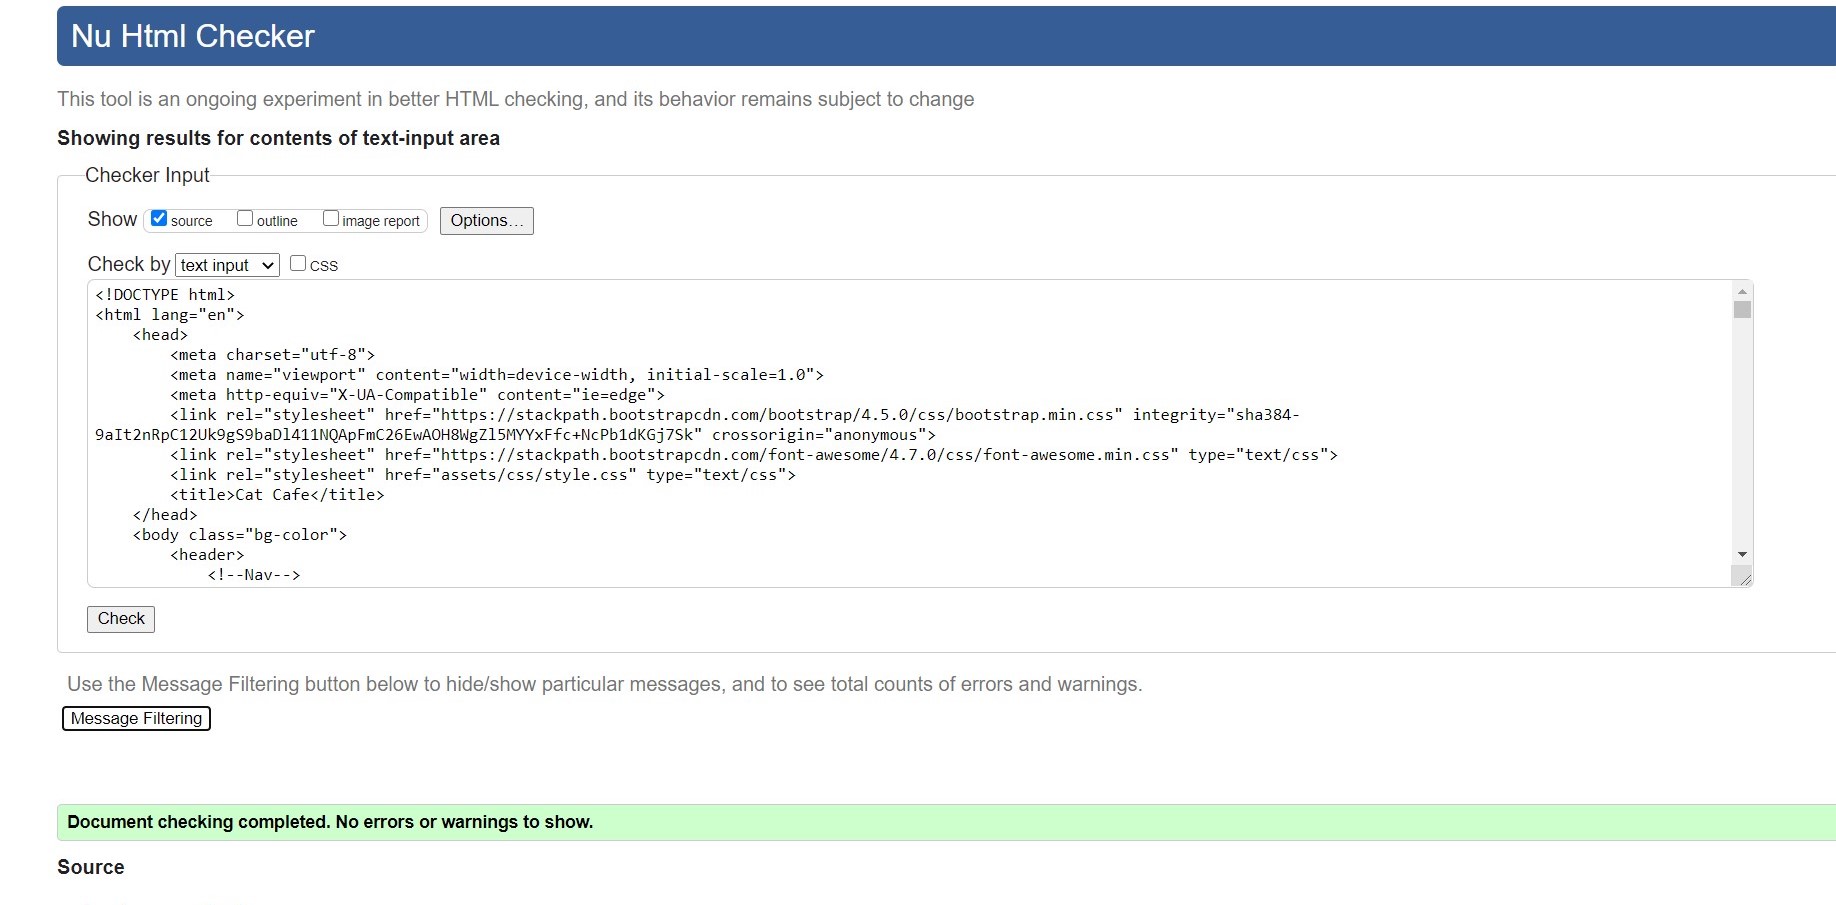 Nu Html Checker
This tool is an ongoing experiment in better HTML checking, and its behavior remains subject to change
Showing results for contents of text-input area
Checker Input
Show source outline image report Options...
Check by text input CSS
<!DOCTYPE html>
<html lang="en">
    <head>
        <meta charset="utf-8">
        <meta name="viewport" content="width=device-width, initial-scale=1.0">
        <meta http-equiv="X-UA-Compatible" content="ie=edge">
        <link rel="stylesheet" href="https://stackpath.bootstrapcdn.com/bootstrap/4.5.0/css/bootstrap.min.css" integrity="sha384-
9aIt2nRpC12Uk9gS9baDl411NQApFmC26EwAOH8WgZl5MYYxFfc+NcPb1dKGj7Sk" crossorigin="anonymous">
        <link rel="stylesheet" href="https://stackpath.bootstrapcdn.com/font-awesome/4.7.0/css/font-awesome.min.css" type="text/css">
        <link rel="stylesheet" href="assets/css/style.css" type="text/css">
        <title>Cat Cafe</title>
    </head>
    <body class="bg-color">
        <header>
            <!--Nav-->
Check
Use the Message Filtering button below to hide/show particular messages, and to see total counts of errors and warnings.
Message Filtering
Document checking completed. No errors or warnings to show.
Source